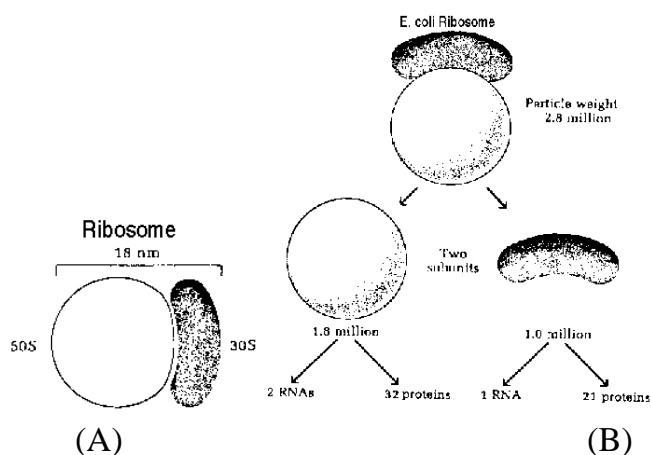 E. coli Ribosome
Particle weight
2.8 million
Ribosome
18 nm
50S
30S
Two
subunits
1.8 million
1.0 million
2 RNAs
32 proteins
1 RNA
21 proteins
(A)
(B)